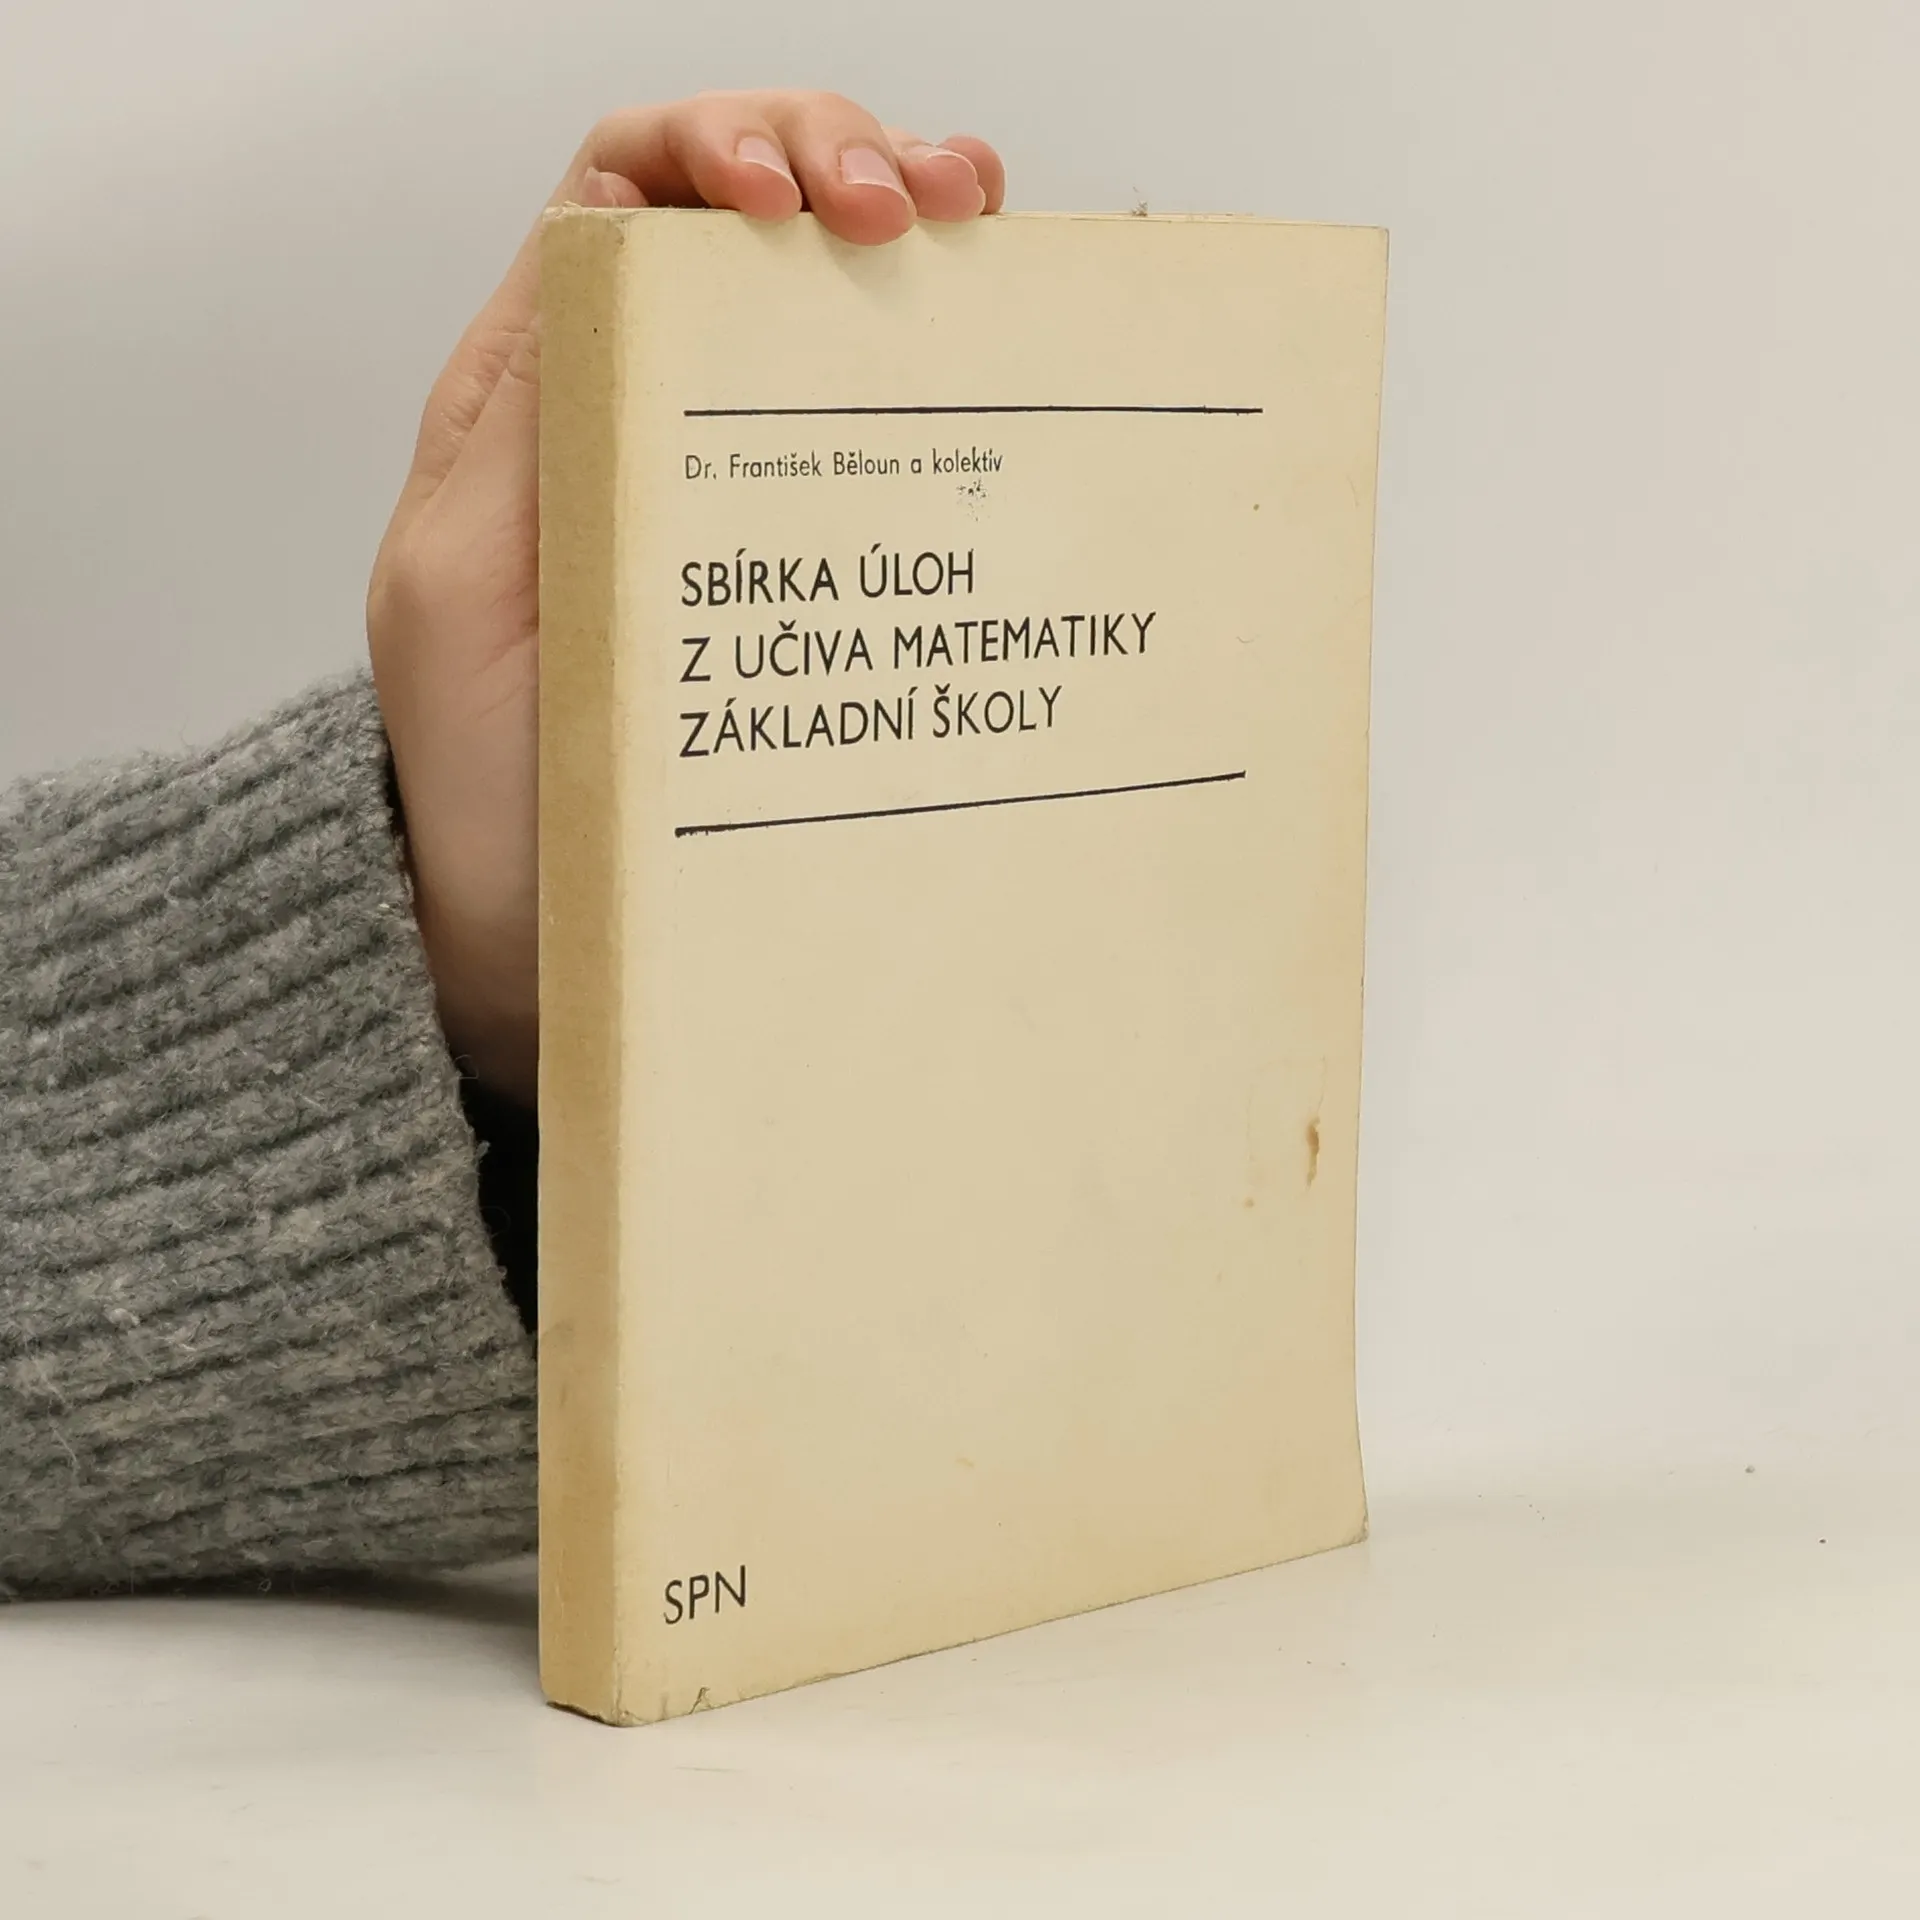 Dr. František Běloun a kolektiv
SBÍRKA ÚLOH
Z UČIVA MATEMATIKY
ZÁKLADNÍ ŠKOLY
SPN